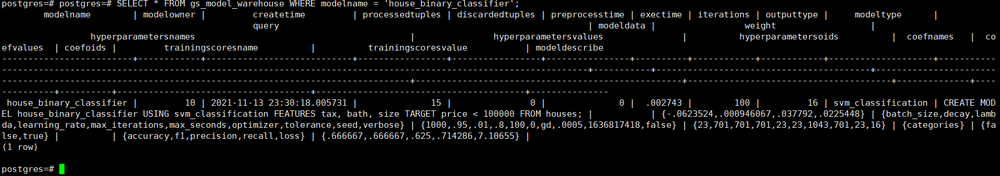 postgres=# postgres=# SELECT * FROM gs_model_warehouse WHERE modelname = 'house_binary_classifier';
modelname | modelowner | createtime | processedtuples | discardedtuples | preprocesstime | exectime | iterations | outputtype | modeltype |
query | modeldata | weight |
hyperparametersnames | hyperparametersvalues | hyperparametersoids | coefnames | co
efvalues | coefoids | trainingscoresname | trainingscoresvalue | modeldescribe
house_binary_classifier | 10 | 2021-11-13 23:30:18.005731 | 15 | 0 | 0 | .002743 | 100 | 16 | svm_classification | CREATE MOD
EL house_binary_classifier USING svm_classification FEATURES tax, bath, size TARGET price < 100000 FROM houses; | | {-.0623524,.000946067,.037792,.0225448} | {batch_size,decay,lamb
da,learning_rate,max_iterations,max_seconds,optimizer,tolerance,seed,verbose} | {1000,.95,.01,.8,100,0,gd,.0005,1636817418,false} | {23,701,701,701,23,23,1043,701,23,16} | {categories} | {fa
lse,true} | | {accuracy,f1,precision,recall,loss} | {.666667,.666667,.625,.714286,7.10655} |
(1 row)
postgres=#